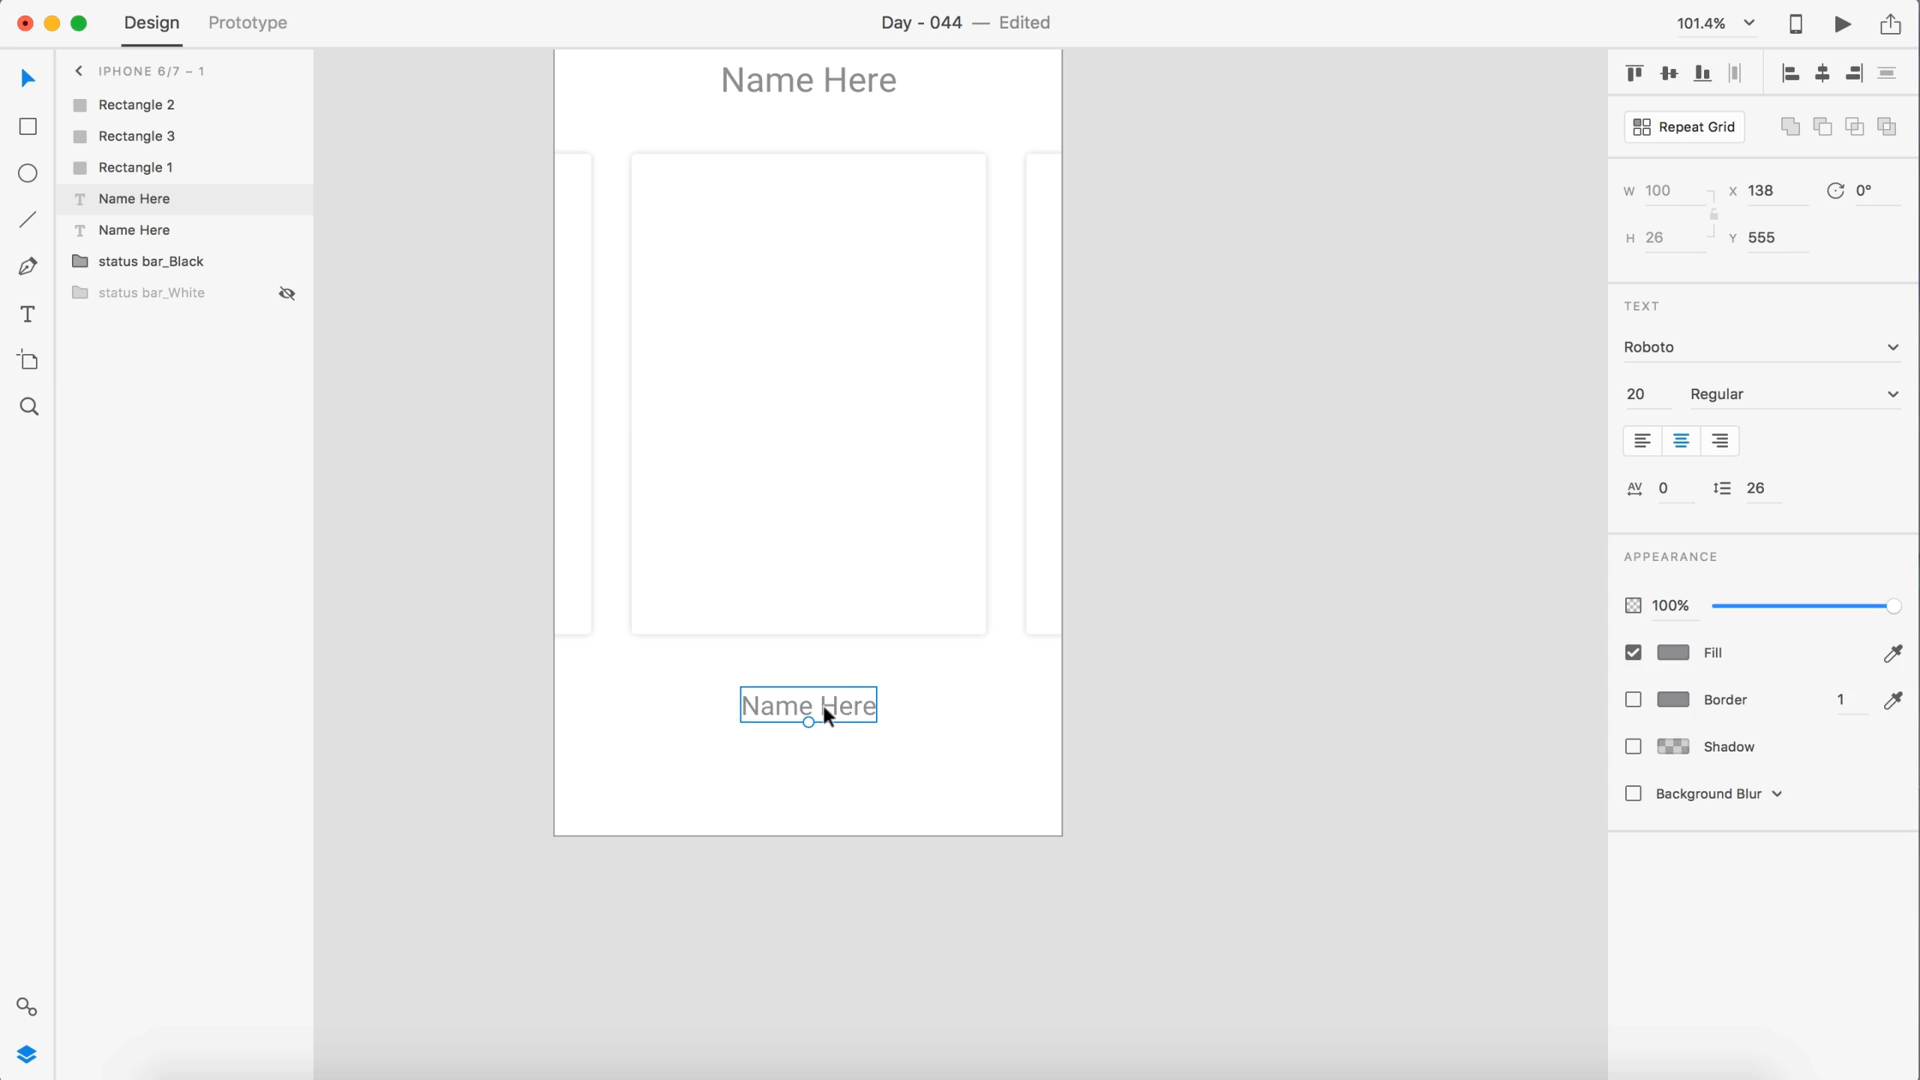 Design Prototype Day - 044 — Edited 101.4%
IPHONE 6/7 – 1
Rectangle 2
Rectangle 3
Rectangle 1
Name Here
Name Here
status bar_Black
status bar_White
Name Here
Name Here
Repeat Grid
W 100 X 138 0°
H 26 Y 555
TEXT
Roboto
20 Regular
AV 0 26
APPEARANCE
100%
Fill
Border 1
Shadow
Background Blur